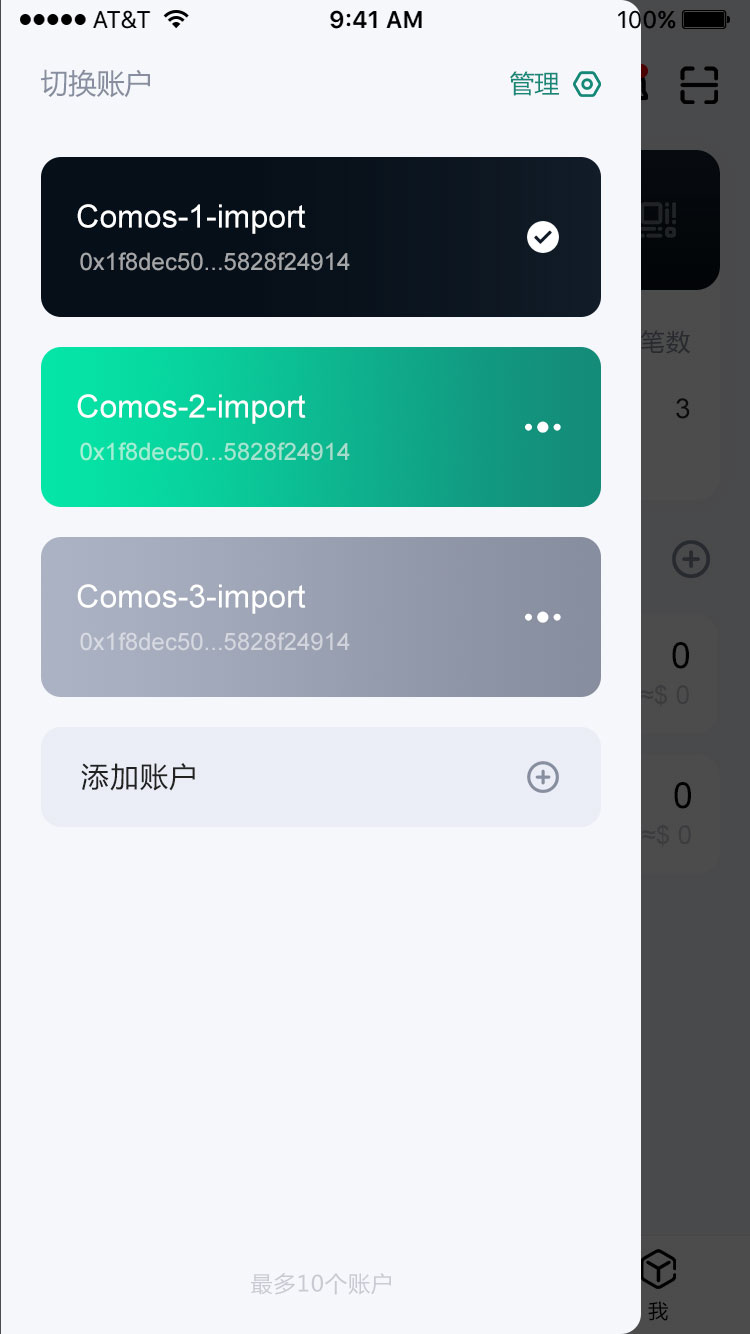 ●●●●● AT&T 9:41 AM 100%
切换账户 管理
Comos-1-import
0x1f8dec50...5828f24914
笔数
Comos-2-import
3
0x1f8dec50...5828f24914
Comos-3-import
0x1f8dec50...5828f24914
0
≈$ 0
添加账户
0
≈$ 0
最多10个账户
我